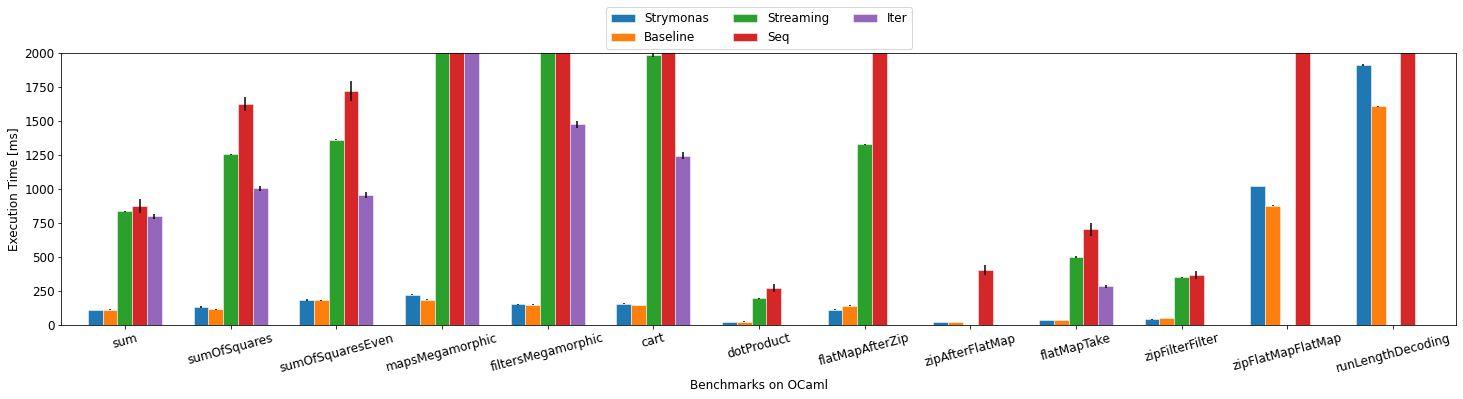 Strymonas Streaming Iter
Baseline Seq
2000
1750
1500
1250
1000
750
500
250
0
Execution Time [ms]
sum sumOfSquares sumOfSquaresEven mapsMegamorphic filtersMegamorphic cart dotProduct flatMapAfterZip zipAfterFlatMap flatMapTake zipFilterFilter zipFlatMapFlatMap runLengthDecoding
Benchmarks on OCaml